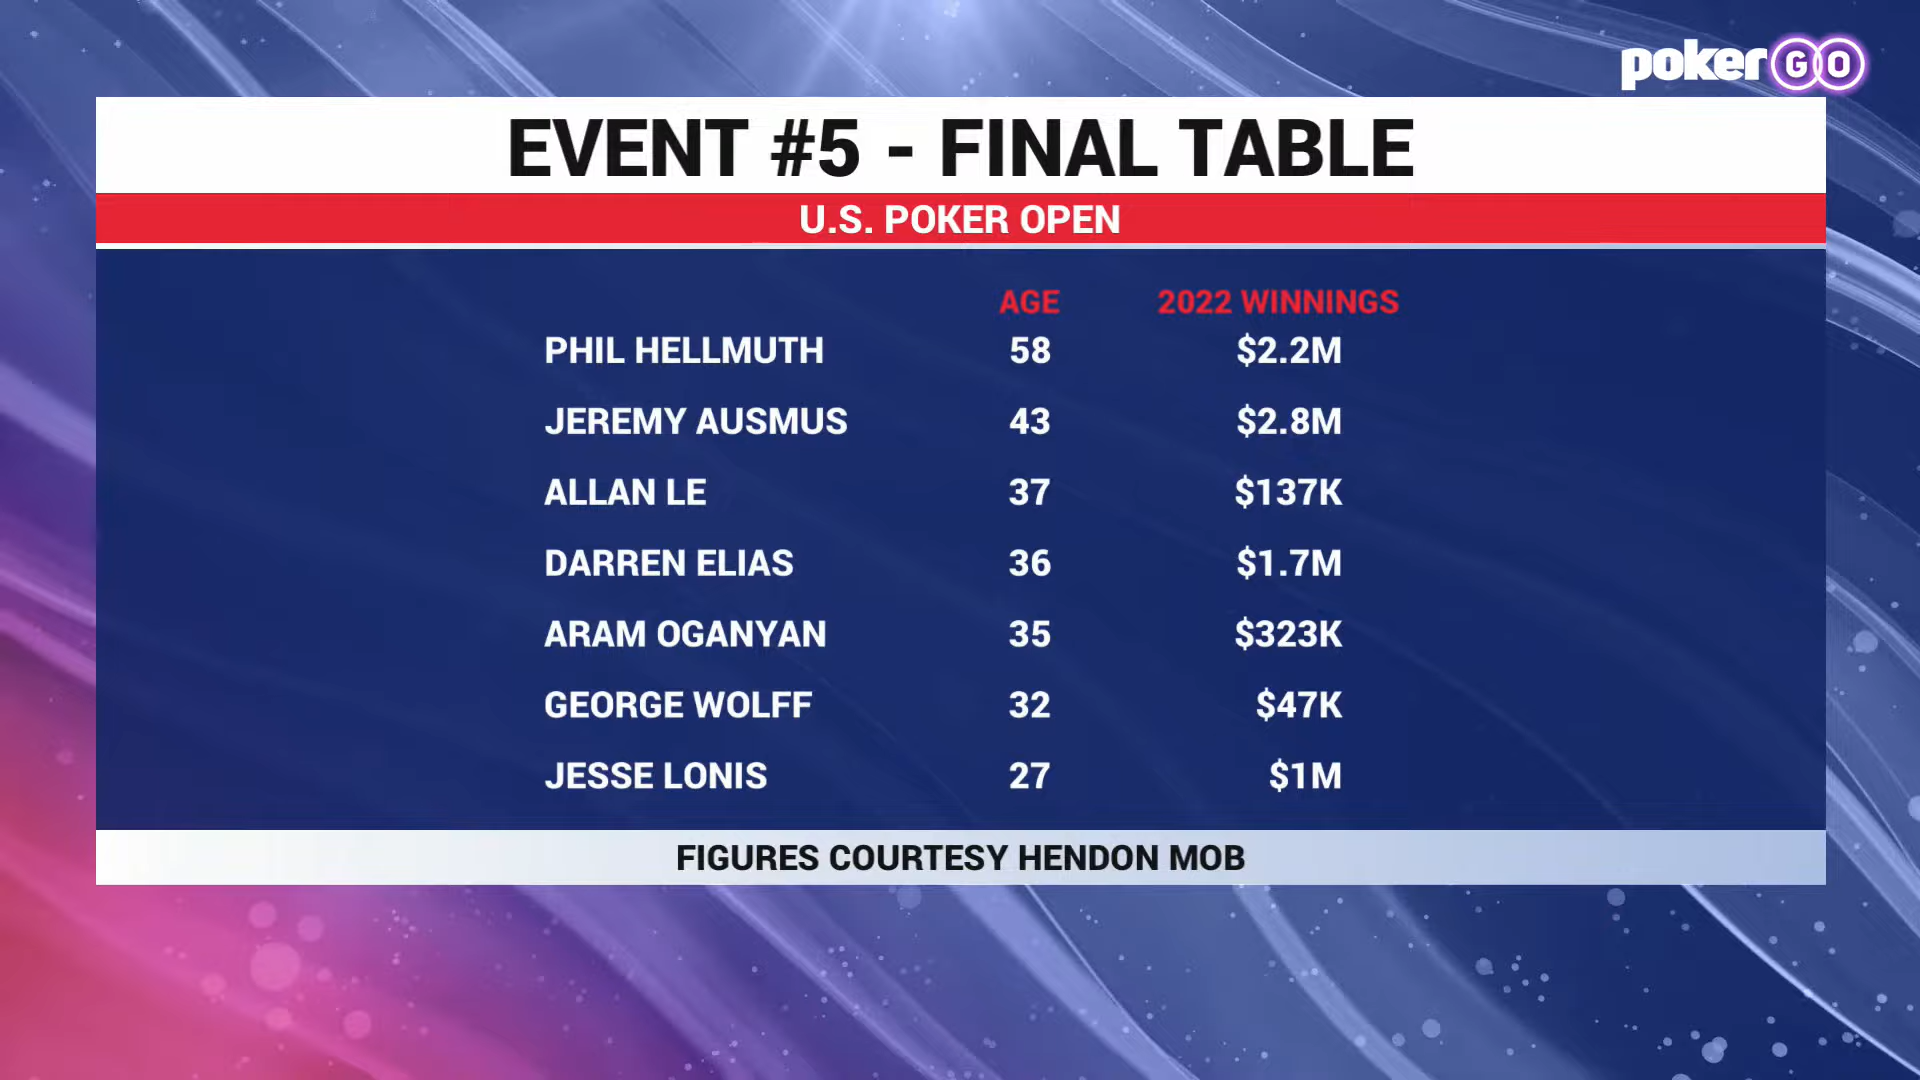 poker GO
EVENT #5 - FINAL TABLE
U.S. POKER OPEN
AGE 2022 WINNINGS
PHIL HELLMUTH 58 $2.2M
JEREMY AUSMUS 43 $2.8M
ALLAN LE 37 $137K
DARREN ELIAS 36 $1.7M
ARAM OGANYAN 35 $323K
GEORGE WOLFF 32 $47K
JESSE LONIS 27 $1M
FIGURES COURTESY HENDON MOB